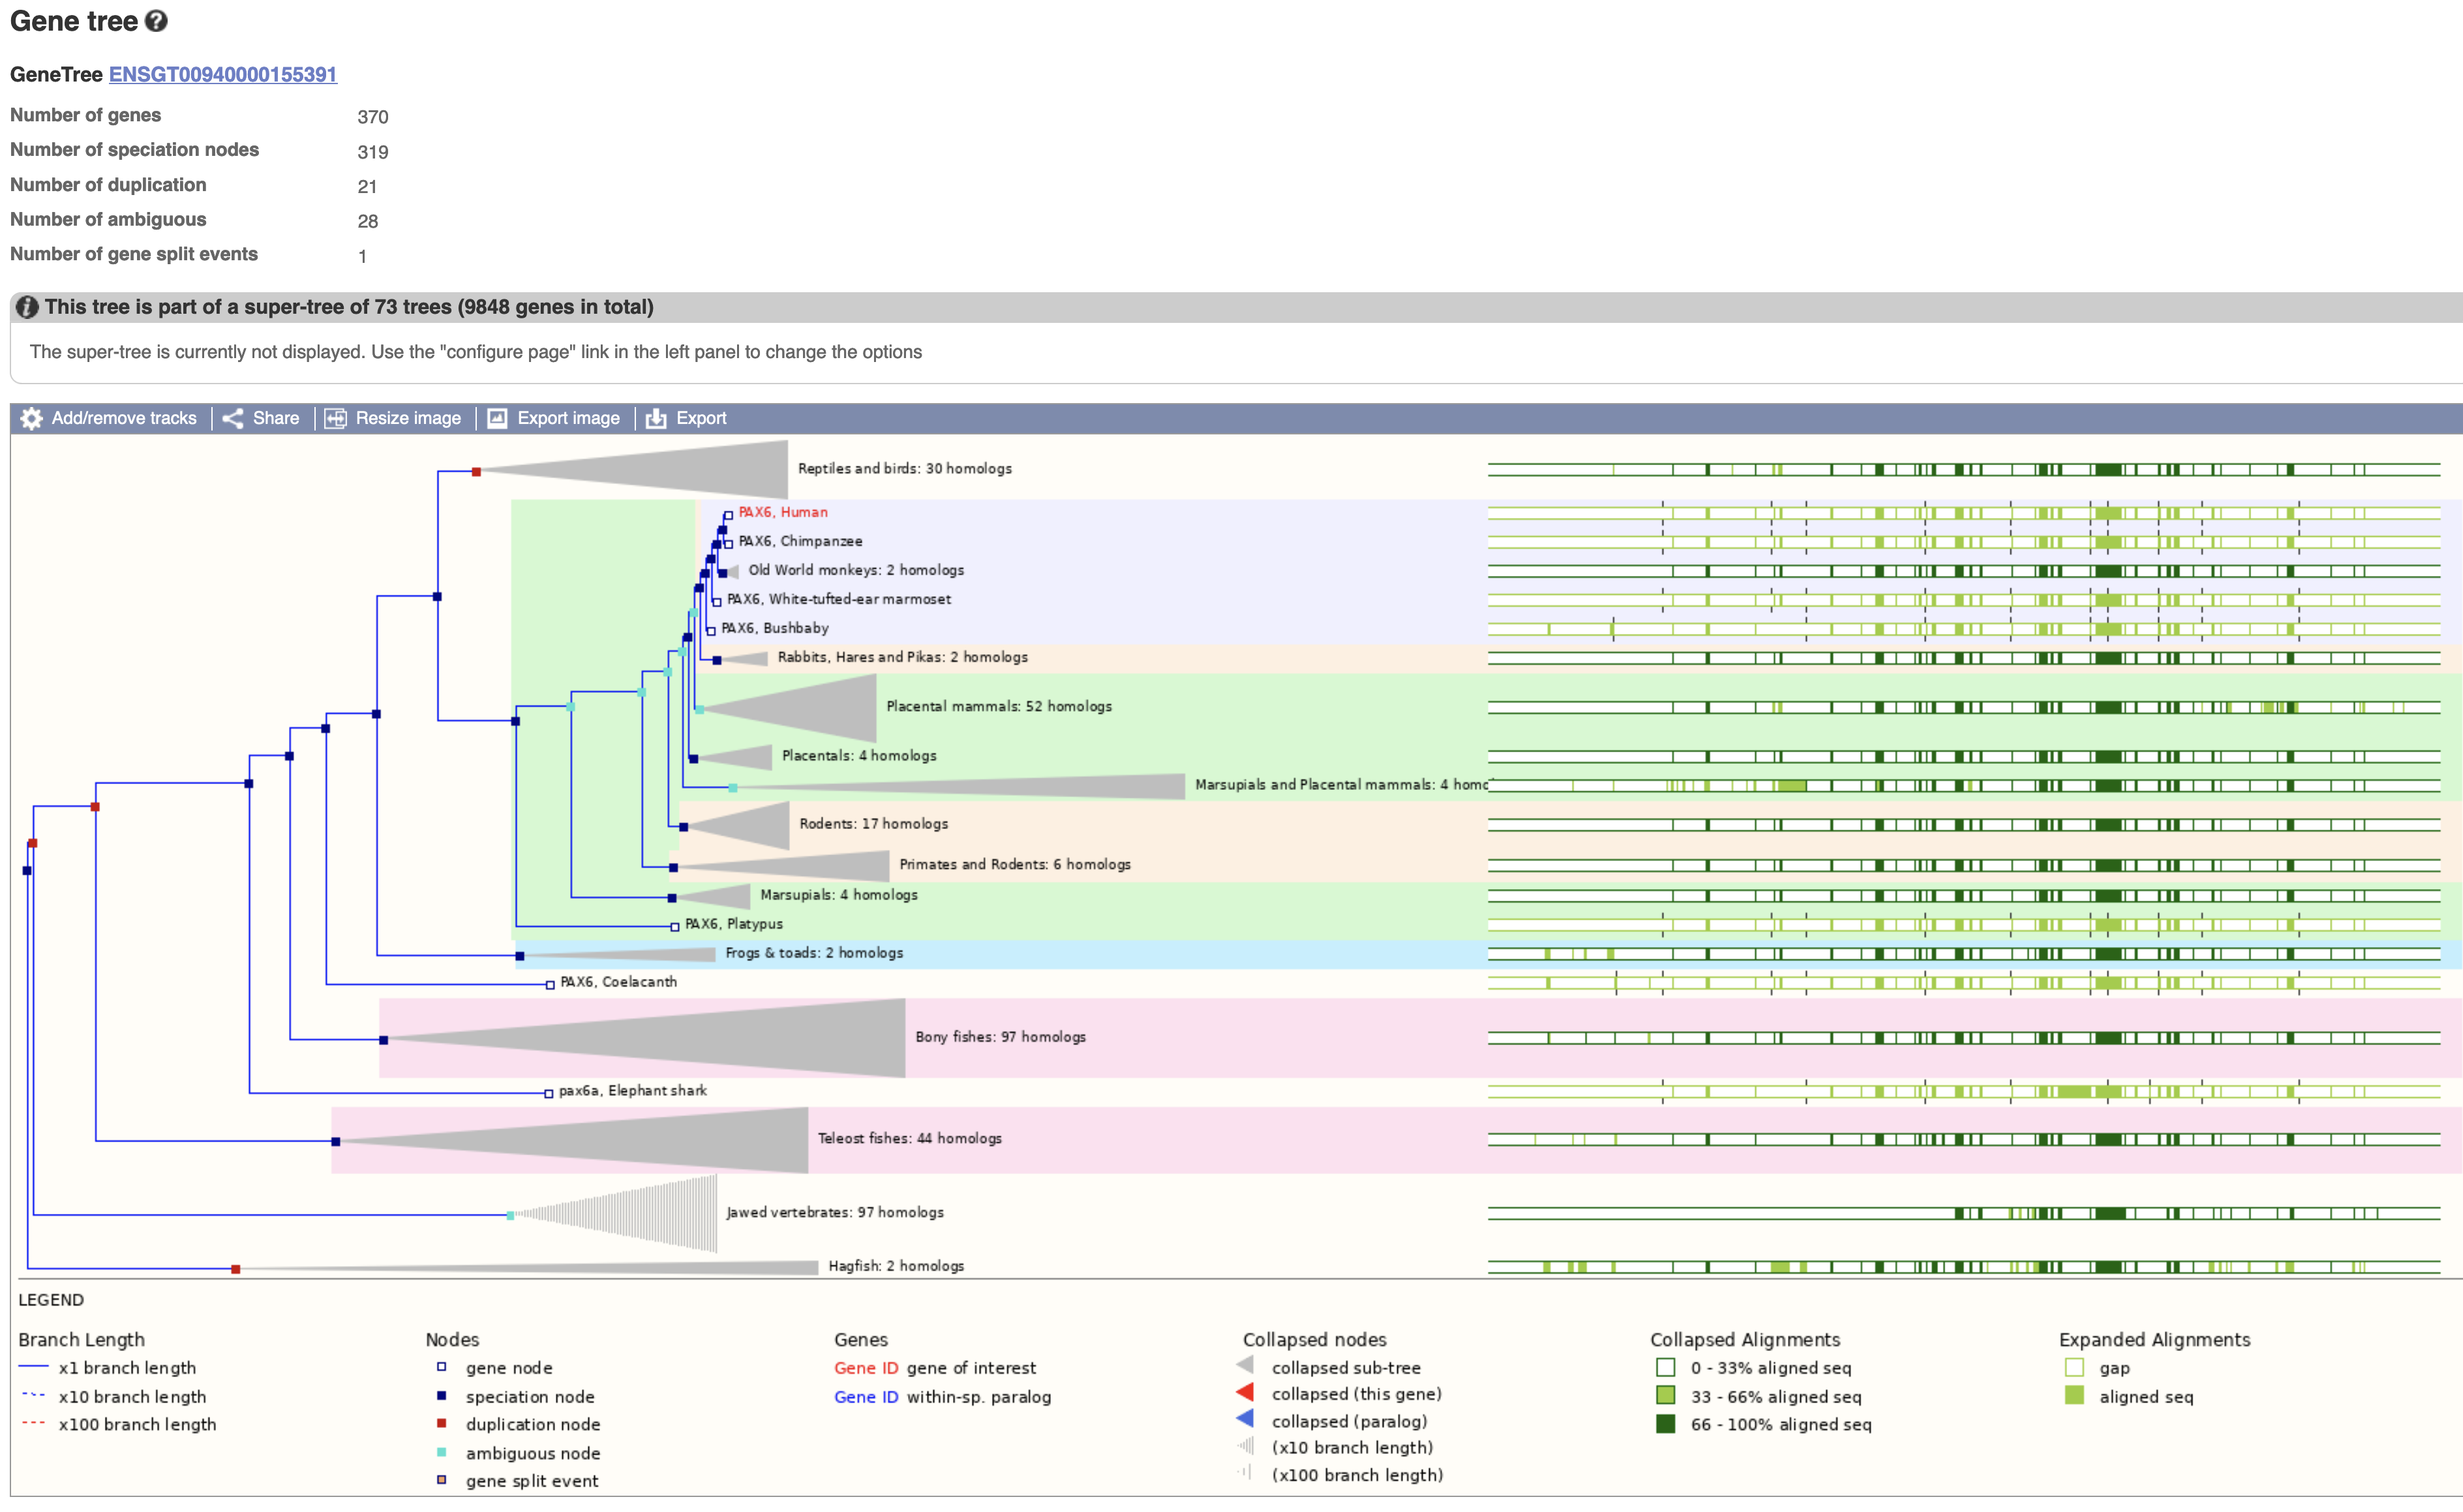 Gene tree ?
GeneTree ENSGT00940000155391
Number of genes 370
Number of speciation nodes 319
Number of duplication 21
Number of ambiguous 28
Number of gene split events 1
This tree is part of a super-tree of 73 trees (9848 genes in total)
The super-tree is currently not displayed. Use the "configure page" link in the left panel to change the options
Add/remove tracks Share Resize image Export image Export
Reptiles and birds: 30 homologs
PAX6, Human
PAX6, Chimpanzee
Old World monkeys: 2 homologs
PAX6, White-tufted-ear marmoset
PAX6, Bushbaby
Rabbits, Hares and Pikas: 2 homologs
Placental mammals: 52 homologs
Placentals: 4 homologs
Marsupials and Placental mammals: 4 homo
Rodents: 17 homologs
Primates and Rodents: 6 homologs
Marsupials: 4 homologs
PAX6, Platypus
Frogs & toads: 2 homologs
PAX6, Coelacanth
Bony fishes: 97 homologs
pax6a, Elephant shark
Teleost fishes: 44 homologs
Jawed vertebrates: 97 homologs
Hagfish: 2 homologs
LEGEND
Branch Length Nodes Genes Collapsed nodes Collapsed Alignments Expanded Alignments
x1 branch length gene node Gene ID gene of interest collapsed sub-tree 0 - 33% aligned seq gap
x10 branch length speciation node Gene ID within-sp. paralog collapsed (this gene) 33 - 66% aligned seq aligned seq
x100 branch length duplication node collapsed (paralog) 66 - 100% aligned seq
ambiguous node (x10 branch length)
gene split event (x100 branch length)